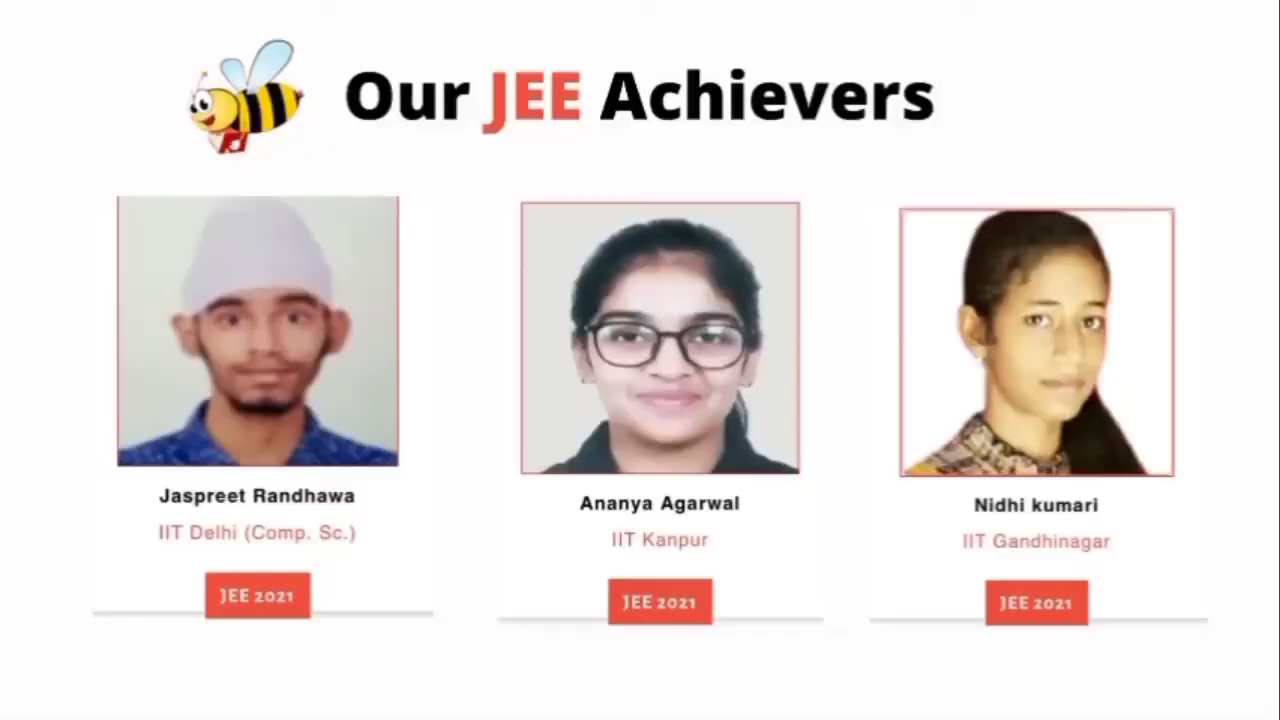 Our JEE Achievers
Jaspreet Randhawa
IIT Delhi (Comp. Sc.)
JEE 2021
Ananya Agarwal
IIT Kanpur
JEE 2021
Nidhi kumari
IIT Gandhinagar
JEE 2021